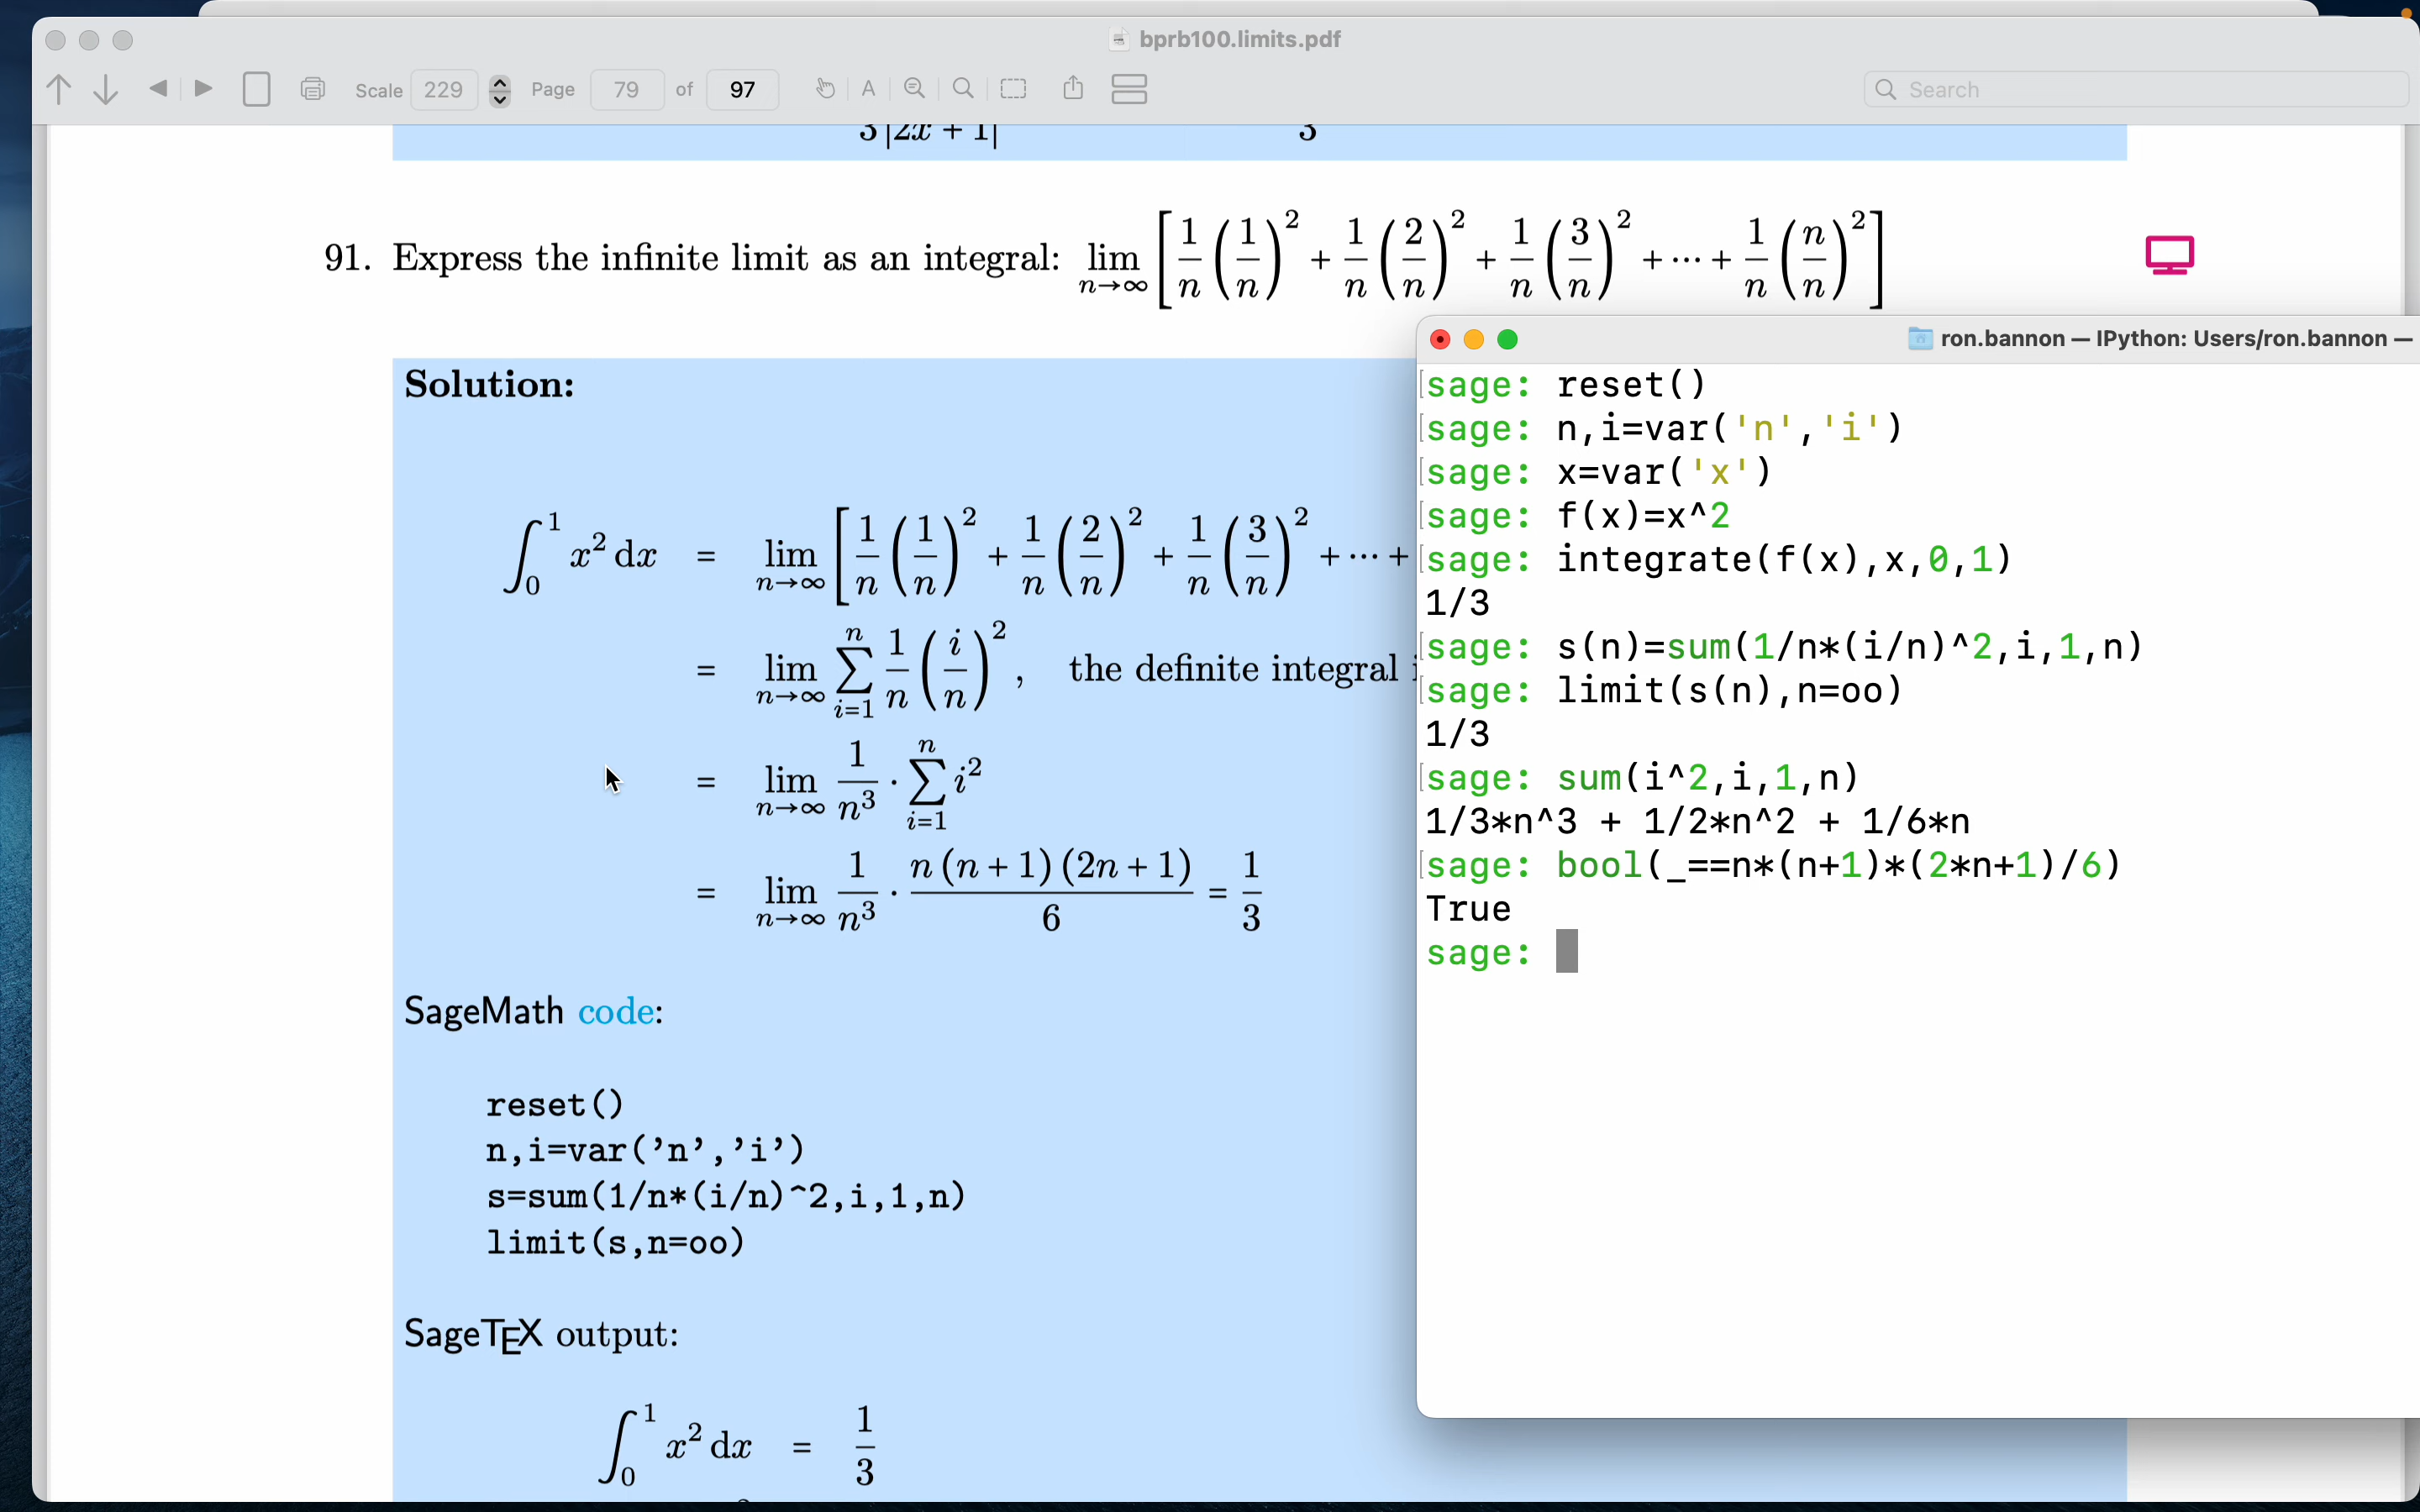 bprb100.limits.pdf
Scale 229 Page 79 of 97 A Search
3 |2x + 1| 3
91. Express the infinite limit as an integral: lim_{n→∞} [ 1/n (1/n)^2 + 1/n (2/n)^2 + 1/n (3/n)^2 + ⋯ + 1/n (n/n)^2 ]
Solution:
∫_0^1 x^2 dx = lim_{n→∞} [ 1/n (1/n)^2 + 1/n (2/n)^2 + 1/n (3/n)^2 + ⋯ +
= lim_{n→∞} ∑_{i=1}^n 1/n (i/n)^2, the definite integral
= lim_{n→∞} 1/n^3 · ∑_{i=1}^n i^2
= lim_{n→∞} 1/n^3 · n (n + 1) (2n + 1)/6 = 1/3
SageMath code:
reset()
n,i=var('n','i')
s=sum(1/n*(i/n)^2,i,1,n)
limit(s,n=oo)
SageTEX output:
∫_0^1 x^2 dx = 1/3
ron.bannon — IPython: Users/ron.bannon —
sage: reset()
sage: n,i=var('n','i')
sage: x=var('x')
sage: f(x)=x^2
sage: integrate(f(x),x,0,1)
1/3
sage: s(n)=sum(1/n*(i/n)^2,i,1,n)
sage: limit(s(n),n=oo)
1/3
sage: sum(i^2,i,1,n)
1/3*n^3 + 1/2*n^2 + 1/6*n
sage: bool(_==n*(n+1)*(2*n+1)/6)
True
sage: